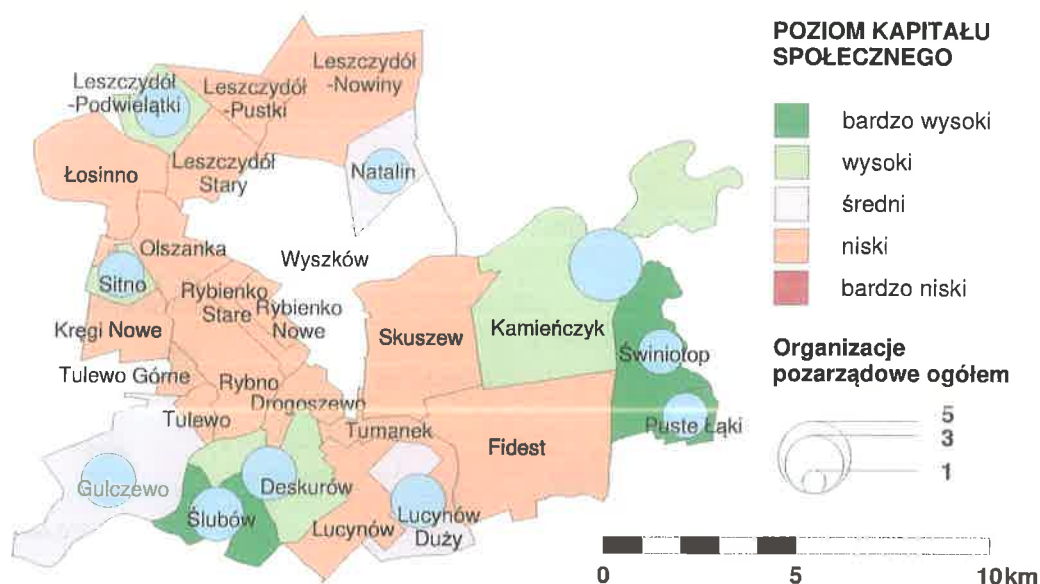 Leszczydół
-Podwielątki
Leszczydół
-Pustki
Leszczydół
-Nowiny
Łosinno
Leszczydół
Stary
Natalin
Olszanka
Wyszków
Sitno
Rybienko
Stare
Rybienko
Nowe
Kręgi Nowe
Skuszew
Kamieńczyk
Świniotop
Tulewo Górne
Rybno
Drogoszewo
Puste Łąki
Tulewo
Tumanek
Fidest
Gulczewo
Deskurów
Ślubów
Lucynów
Lucynów
Duży
POZIOM KAPITAŁU
SPOŁECZNEGO
bardzo wysoki
wysoki
średni
niski
bardzo niski
Organizacje
pozarządowe ogółem
5
3
1
0 5 10km